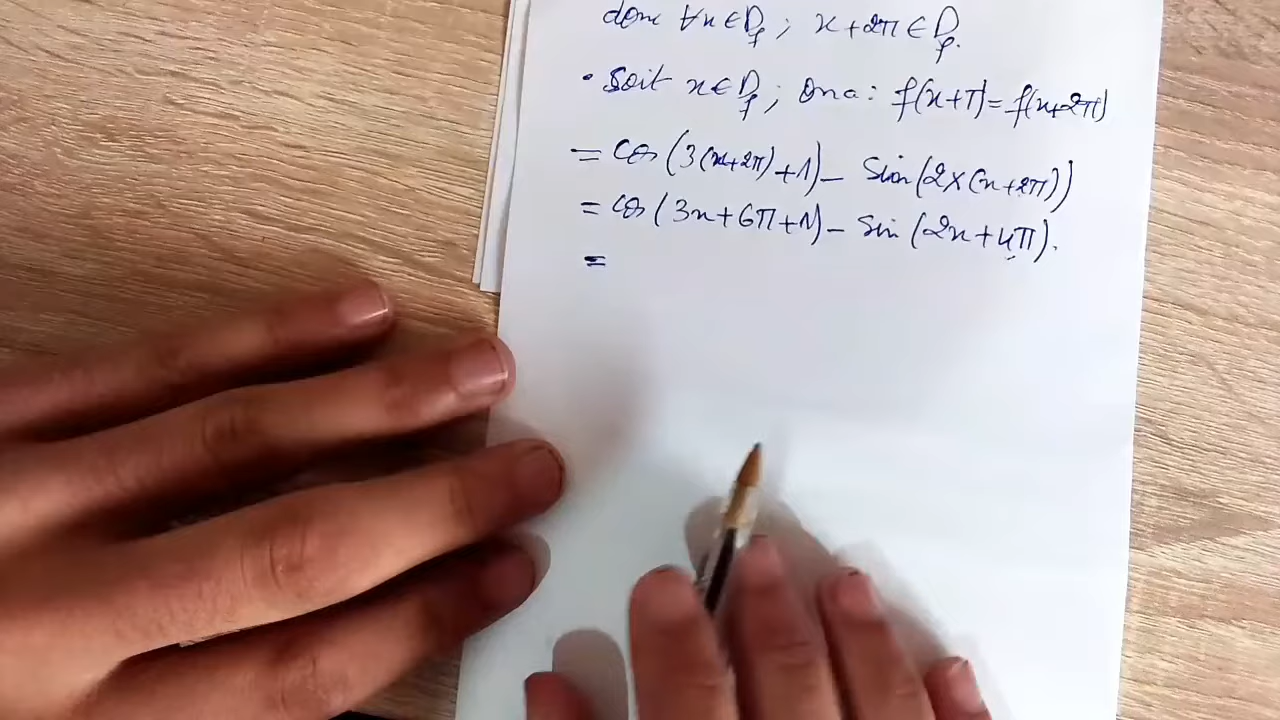 donc ∀x ∈ D_f ; x+2π ∈ D_f.
• Soit x ∈ D_f ; Ona : f(x+T) = f(x+2π)
= cos (3(x+2π)+1) - Sin (2×(x+2π))
= cos (3x+6π+1) - Sin (2x+4π).
=